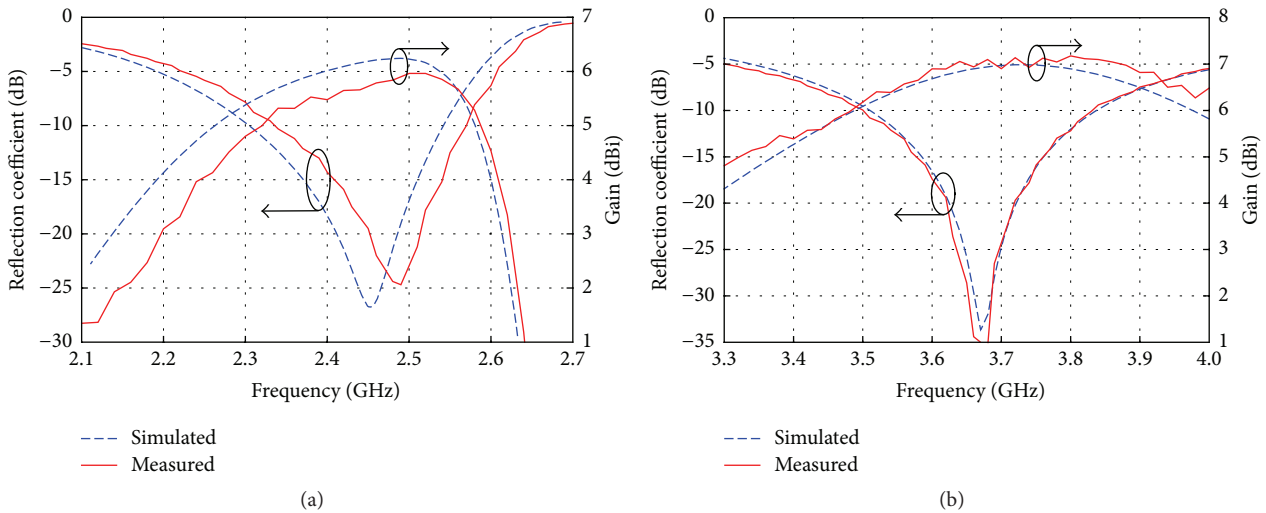 0
−5
−10
−15
−20
−25
−30
Reflection coefficient (dB)
7
6
5
4
3
2
1
Gain (dBi)
2.1 2.2 2.3 2.4 2.5 2.6 2.7
Frequency (GHz)
Simulated
Measured
(a)
0
−5
−10
−15
−20
−25
−30
−35
Reflection coefficient (dB)
8
7
6
5
4
3
2
1
Gain (dBi)
3.3 3.4 3.5 3.6 3.7 3.8 3.9 4.0
Frequency (GHz)
Simulated
Measured
(b)